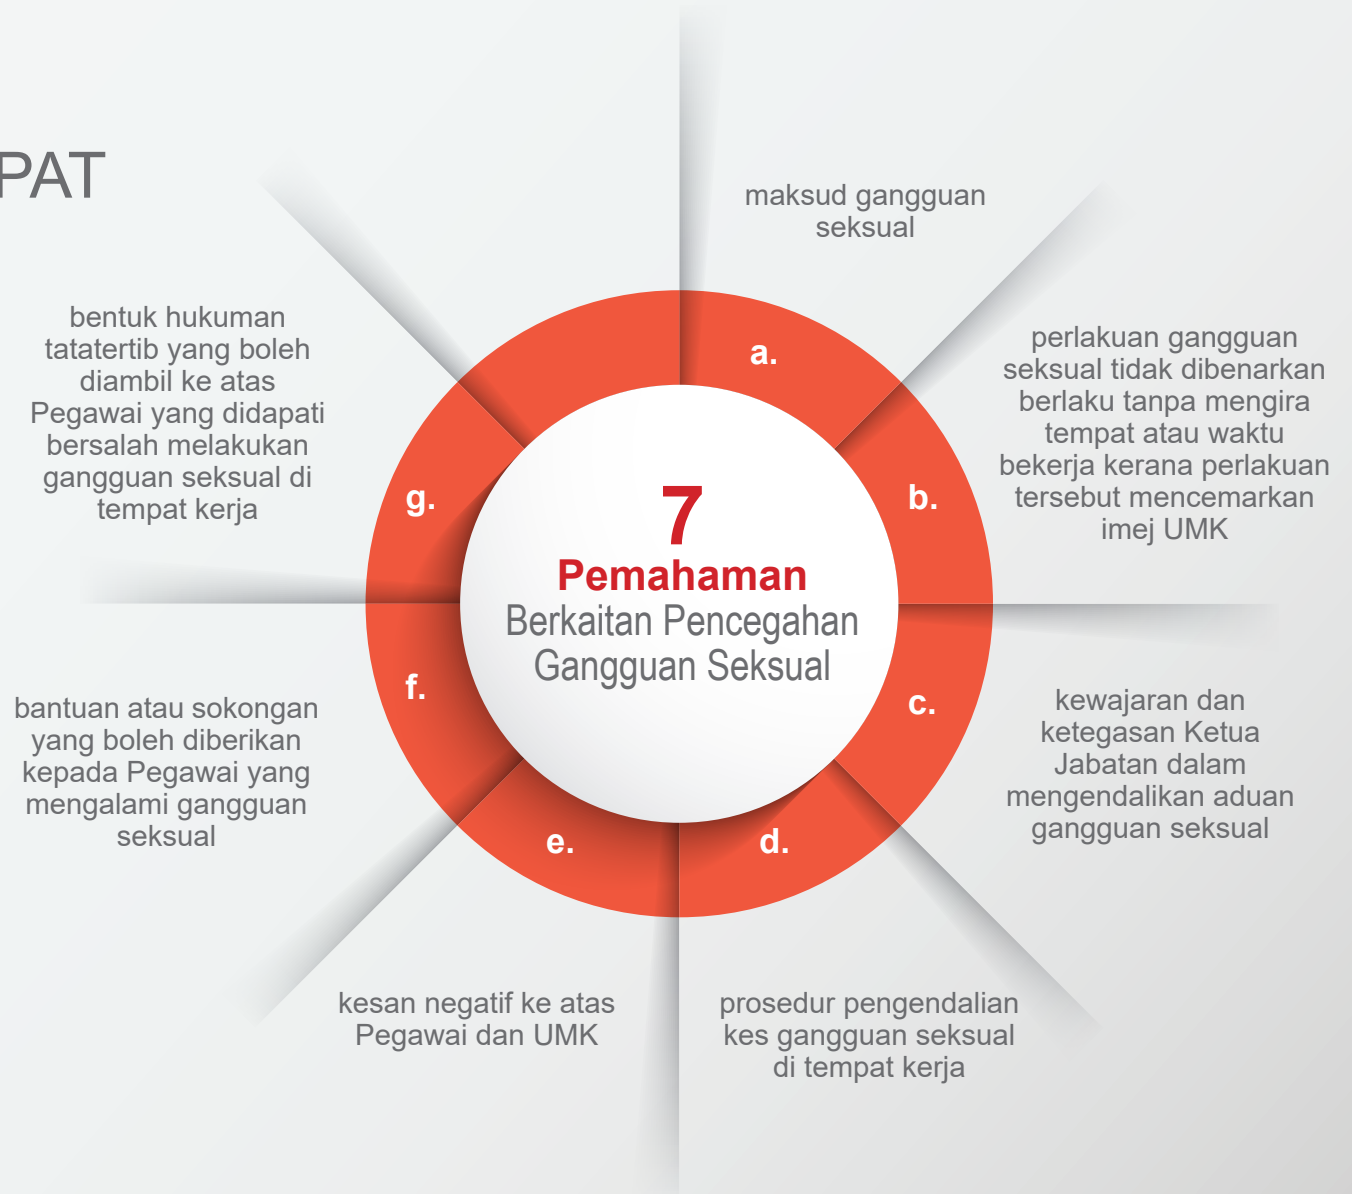 PAT
7
Pemahaman
Berkaitan Pencegahan
Gangguan Seksual
a.
maksud gangguan
seksual
b.
perlakuan gangguan
seksual tidak dibenarkan
berlaku tanpa mengira
tempat atau waktu
bekerja kerana perlakuan
tersebut mencemarkan
imej UMK
c.
kewajaran dan
ketegasan Ketua
Jabatan dalam
mengendalikan aduan
gangguan seksual
d.
prosedur pengendalian
kes gangguan seksual
di tempat kerja
e.
kesan negatif ke atas
Pegawai dan UMK
f.
bantuan atau sokongan
yang boleh diberikan
kepada Pegawai yang
mengalami gangguan
seksual
g.
bentuk hukuman
tatatertib yang boleh
diambil ke atas
Pegawai yang didapati
bersalah melakukan
gangguan seksual di
tempat kerja